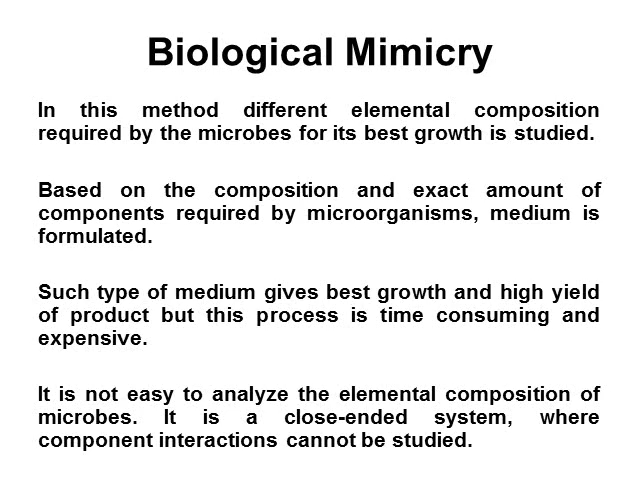 Biological Mimicry
In this method different elemental composition
required by the microbes for its best growth is studied.
Based on the composition and exact amount of
components required by microorganisms, medium is
formulated.
Such type of medium gives best growth and high yield
of product but this process is time consuming and
expensive.
It is not easy to analyze the elemental composition of
microbes. It is a close-ended system, where
component interactions cannot be studied.